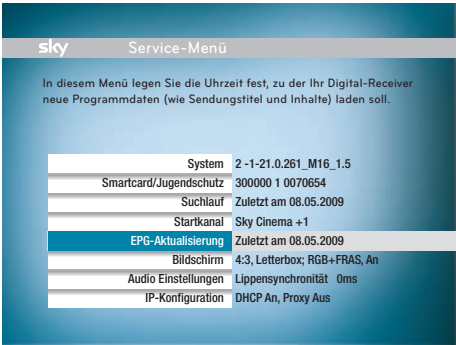 sky Service-Menü
In diesem Menü legen Sie die Uhrzeit fest, zu der Ihr Digital-Receiver
neue Programmdaten (wie Sendungstitel und Inhalte) laden soll.
System 2 -1-21.0.261_M16_1.5
Smartcard/Jugendschutz 300000 1 0070654
Suchlauf Zuletzt am 08.05.2009
Startkanal Sky Cinema +1
EPG-Aktualisierung Zuletzt am 08.05.2009
Bildschirm 4:3, Letterbox; RGB+FRAS, An
Audio Einstellungen Lippensynchronität 0ms
IP-Konfiguration DHCP An, Proxy Aus